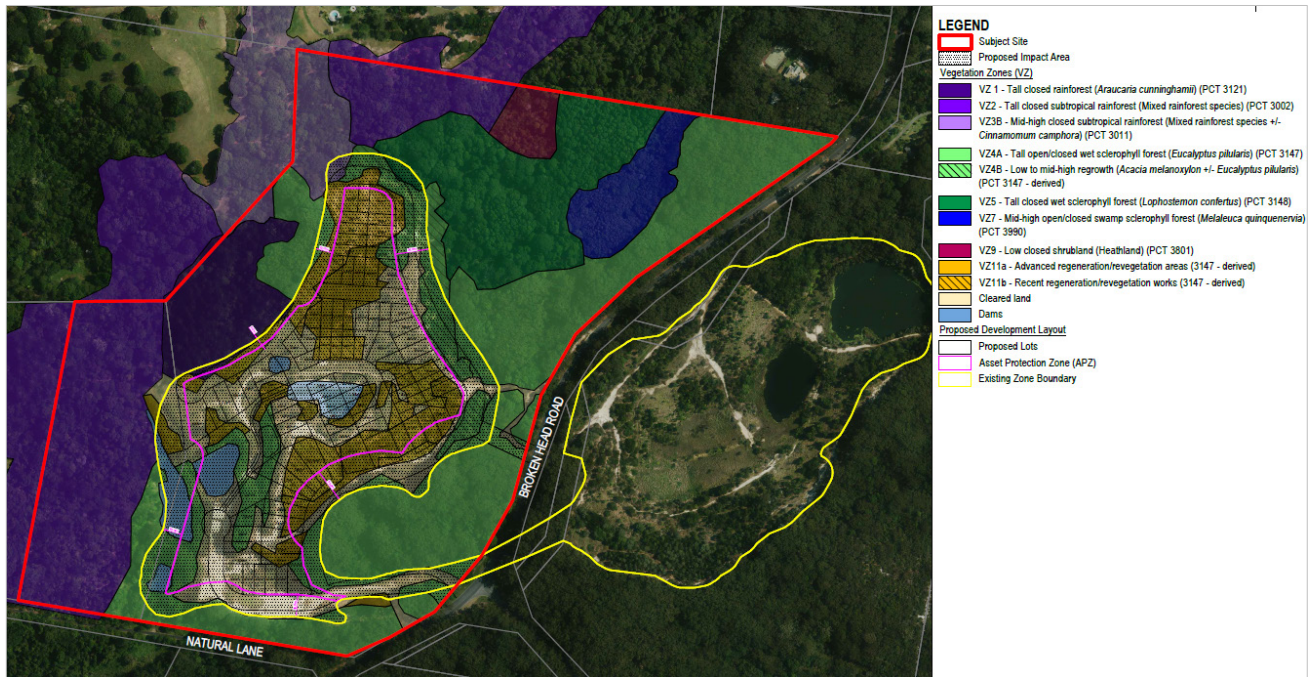 LEGEND
Subject Site
Proposed Impact Area
Vegetation Zones (VZ)
VZ 1 - Tall closed rainforest (Araucaria cunninghamii) (PCT 3121)
VZ2 - Tall closed subtropical rainforest (Mixed rainforest species) (PCT 3002)
VZ3B - Mid-high closed subtropical rainforest (Mixed rainforest species +/-
Cinnamomum camphora) (PCT 3011)
VZ4A - Tall open/closed wet sclerophyll forest (Eucalyptus pilularis) (PCT 3147)
VZ4B - Low to mid-high regrowth (Acacia melanoxylon +/- Eucalyptus pilularis)
(PCT 3147 - derived)
VZ5 - Tall closed wet sclerophyll forest (Lophostemon confertus) (PCT 3148)
VZ7 - Mid-high open/closed swamp sclerophyll forest (Melaleuca quinquenervia)
(PCT 3990)
VZ9 - Low closed shrubland (Heathland) (PCT 3801)
VZ11a - Advanced regeneration/revegetation areas (3147 - derived)
VZ11b - Recent regeneration/revegetation works (3147 - derived)
Cleared land
Dams
Proposed Development Layout
Proposed Lots
Asset Protection Zone (APZ)
Existing Zone Boundary
BROKEN HEAD ROAD
NATURAL LANE